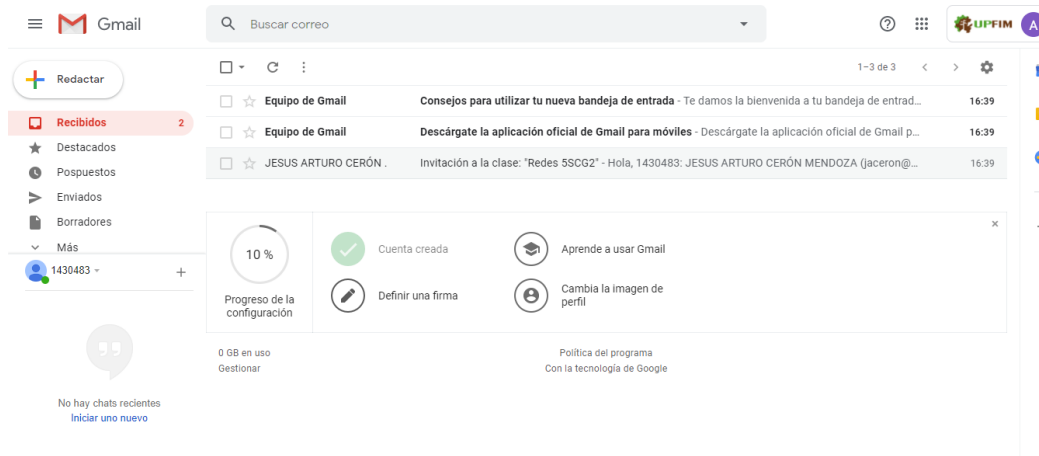 Gmail
Buscar correo
UPFIM
A
Redactar
1-3 de 3
Recibidos 2
Destacados
Pospuestos
Enviados
Borradores
Más
1430483
No hay chats recientes
Iniciar uno nuevo
Equipo de Gmail Consejos para utilizar tu nueva bandeja de entrada - Te damos la bienvenida a tu bandeja de entrad... 16:39
Equipo de Gmail Descárgate la aplicación oficial de Gmail para móviles - Descárgate la aplicación oficial de Gmail p... 16:39
JESUS ARTURO CERÓN . Invitación a la clase: "Redes 5SCG2" - Hola, 1430483: JESUS ARTURO CERÓN MENDOZA (jaceron@... 16:39
10 %
Progreso de la
configuración
Cuenta creada
Definir una firma
Aprende a usar Gmail
Cambia la imagen de
perfil
0 GB en uso
Gestionar
Política del programa
Con la tecnología de Google